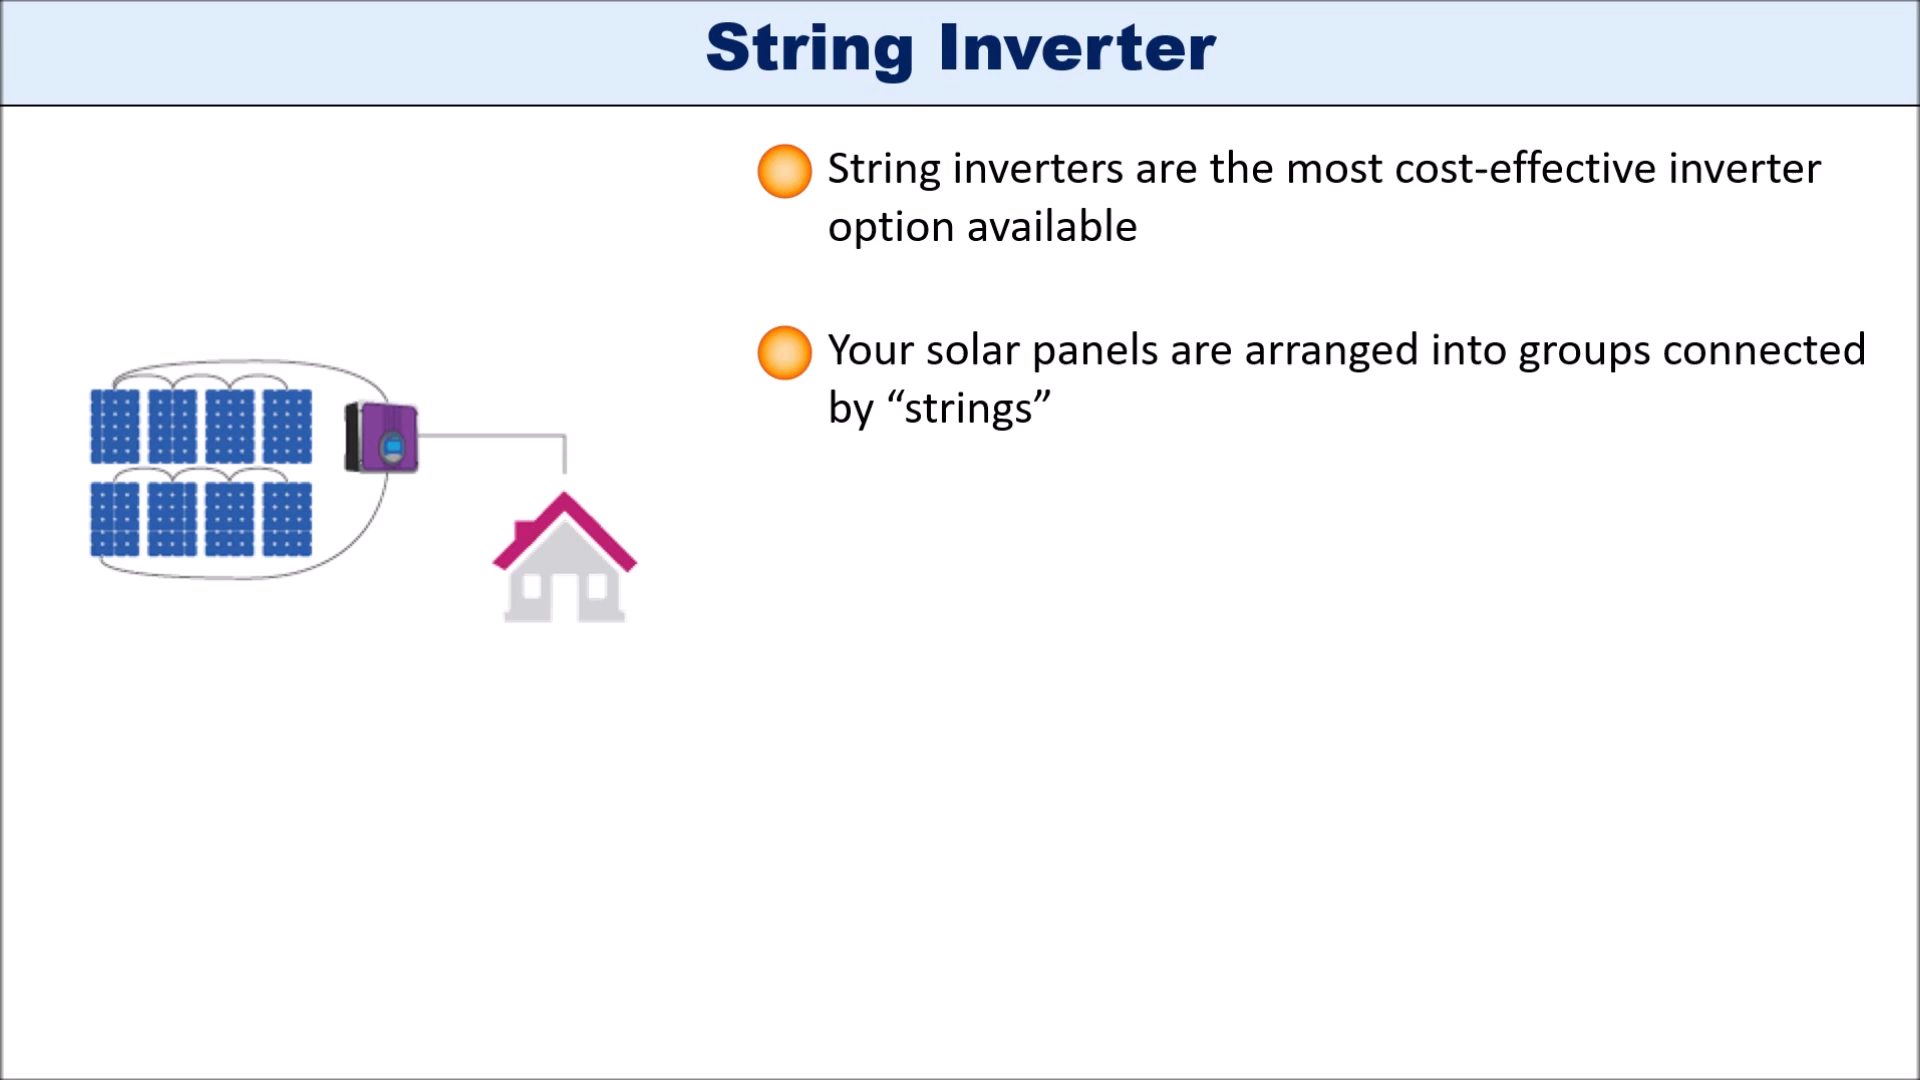 String Inverter
String inverters are the most cost-effective inverter
option available
Your solar panels are arranged into groups connected
by “strings”